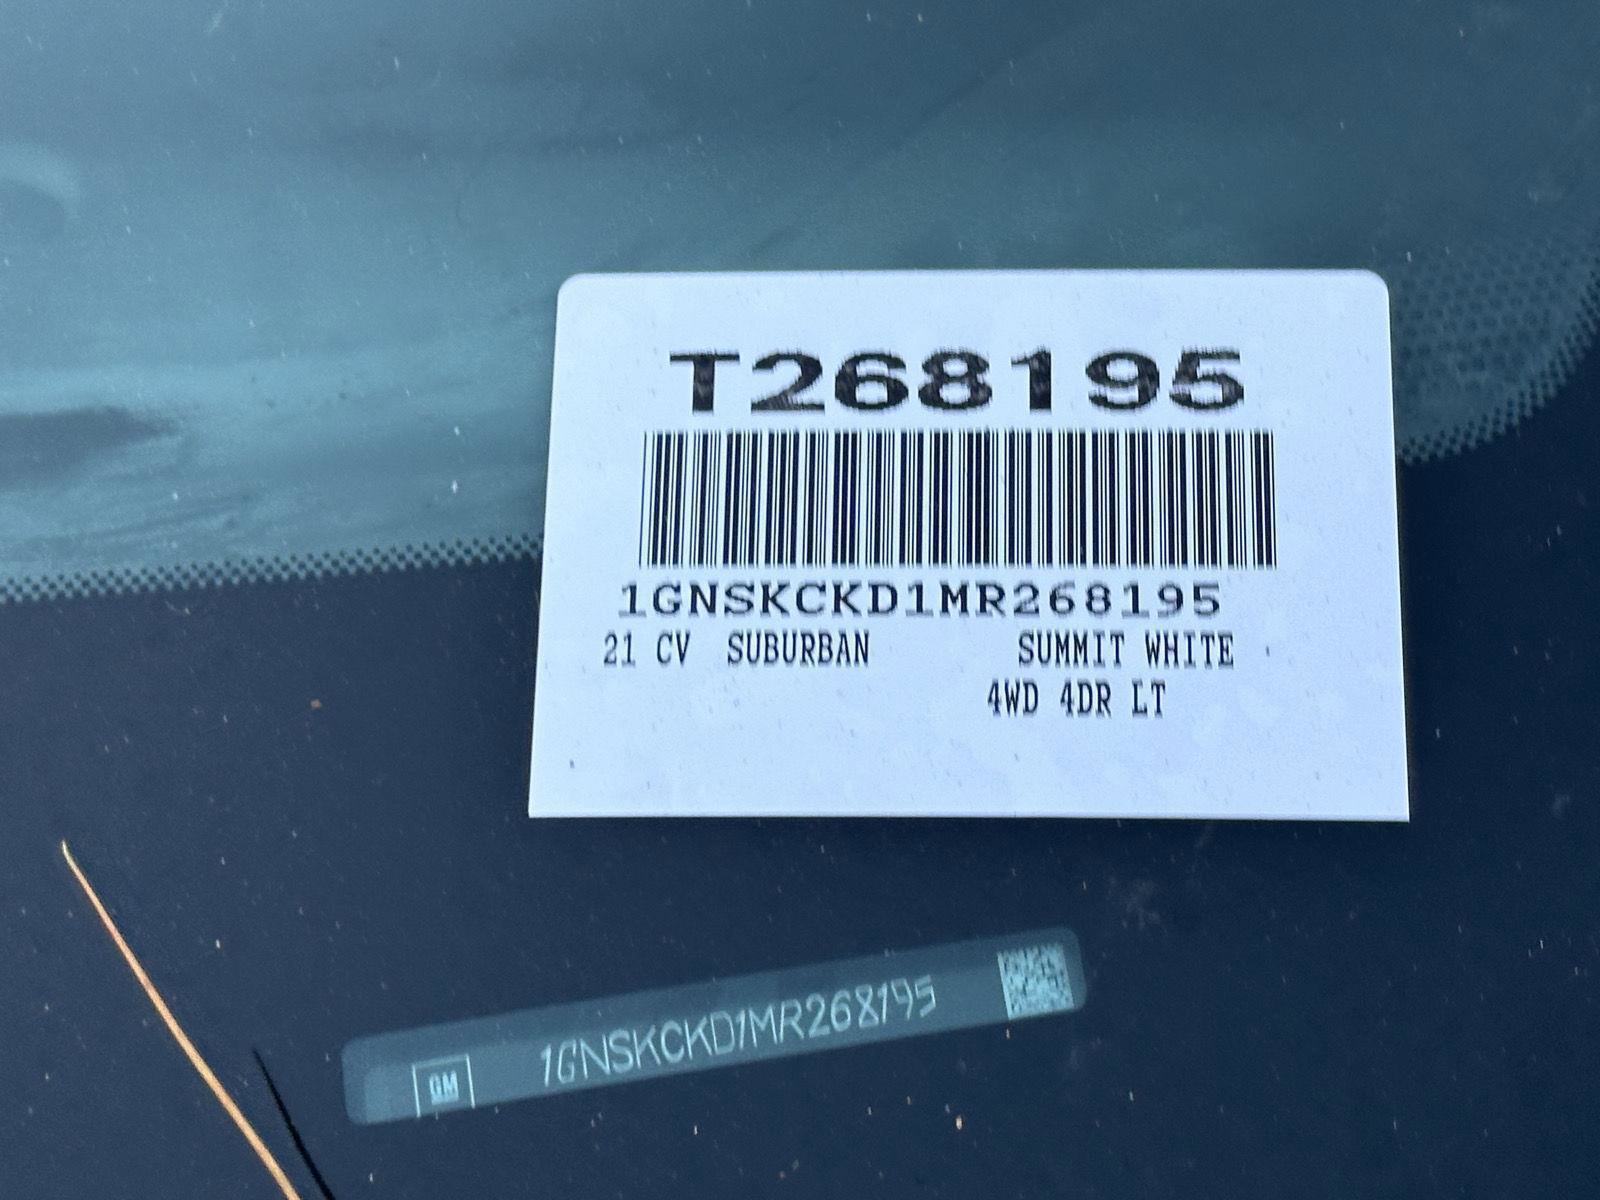 T268195
1GNSKCKD1MR268195
21 CV SUBURBAN SUMMIT WHITE
4WD 4DR LT
GM 1GNSKCKD1MR268195